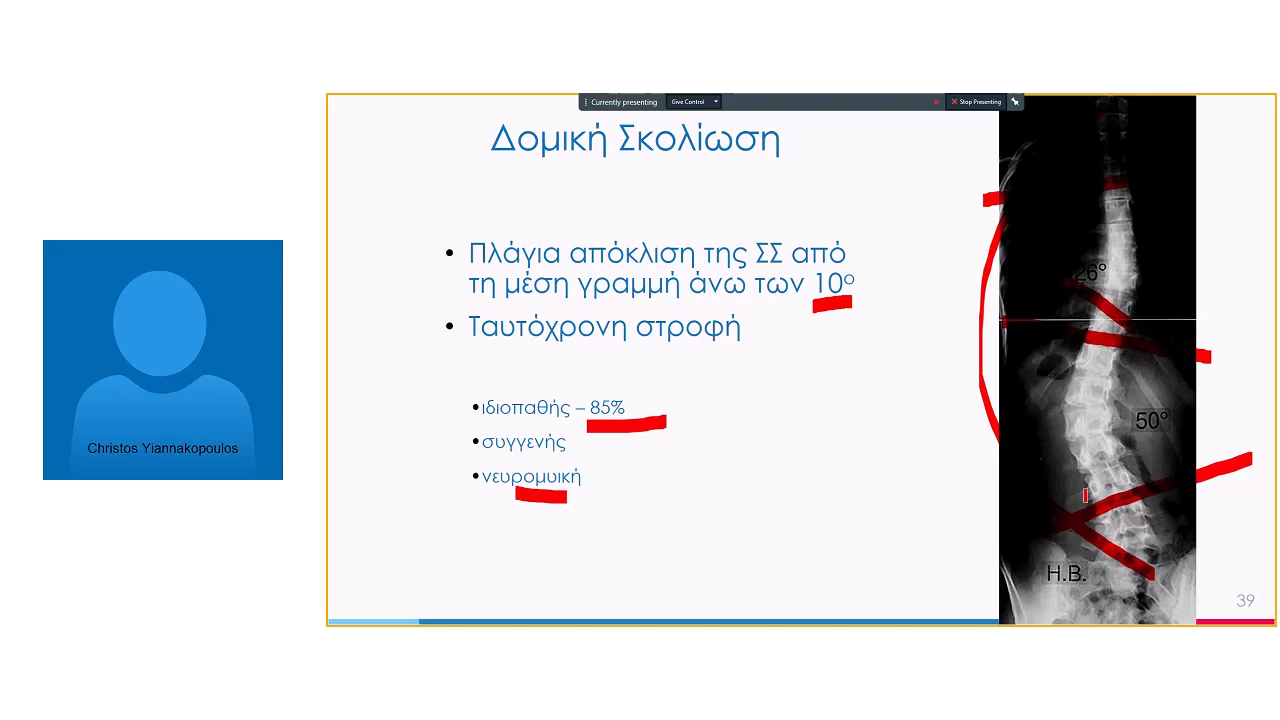 Currently presenting
Give Control
Stop Presenting
Δομική Σκολίωση
• Πλάγια απόκλιση της ΣΣ από
τη μέση γραμμή άνω των 10º
• Ταυτόχρονη στροφή
•ιδιοπαθής – 85%
•συγγενής
•νευρομυική
26°
50°
H.B.
39
Christos Yiannakopoulos